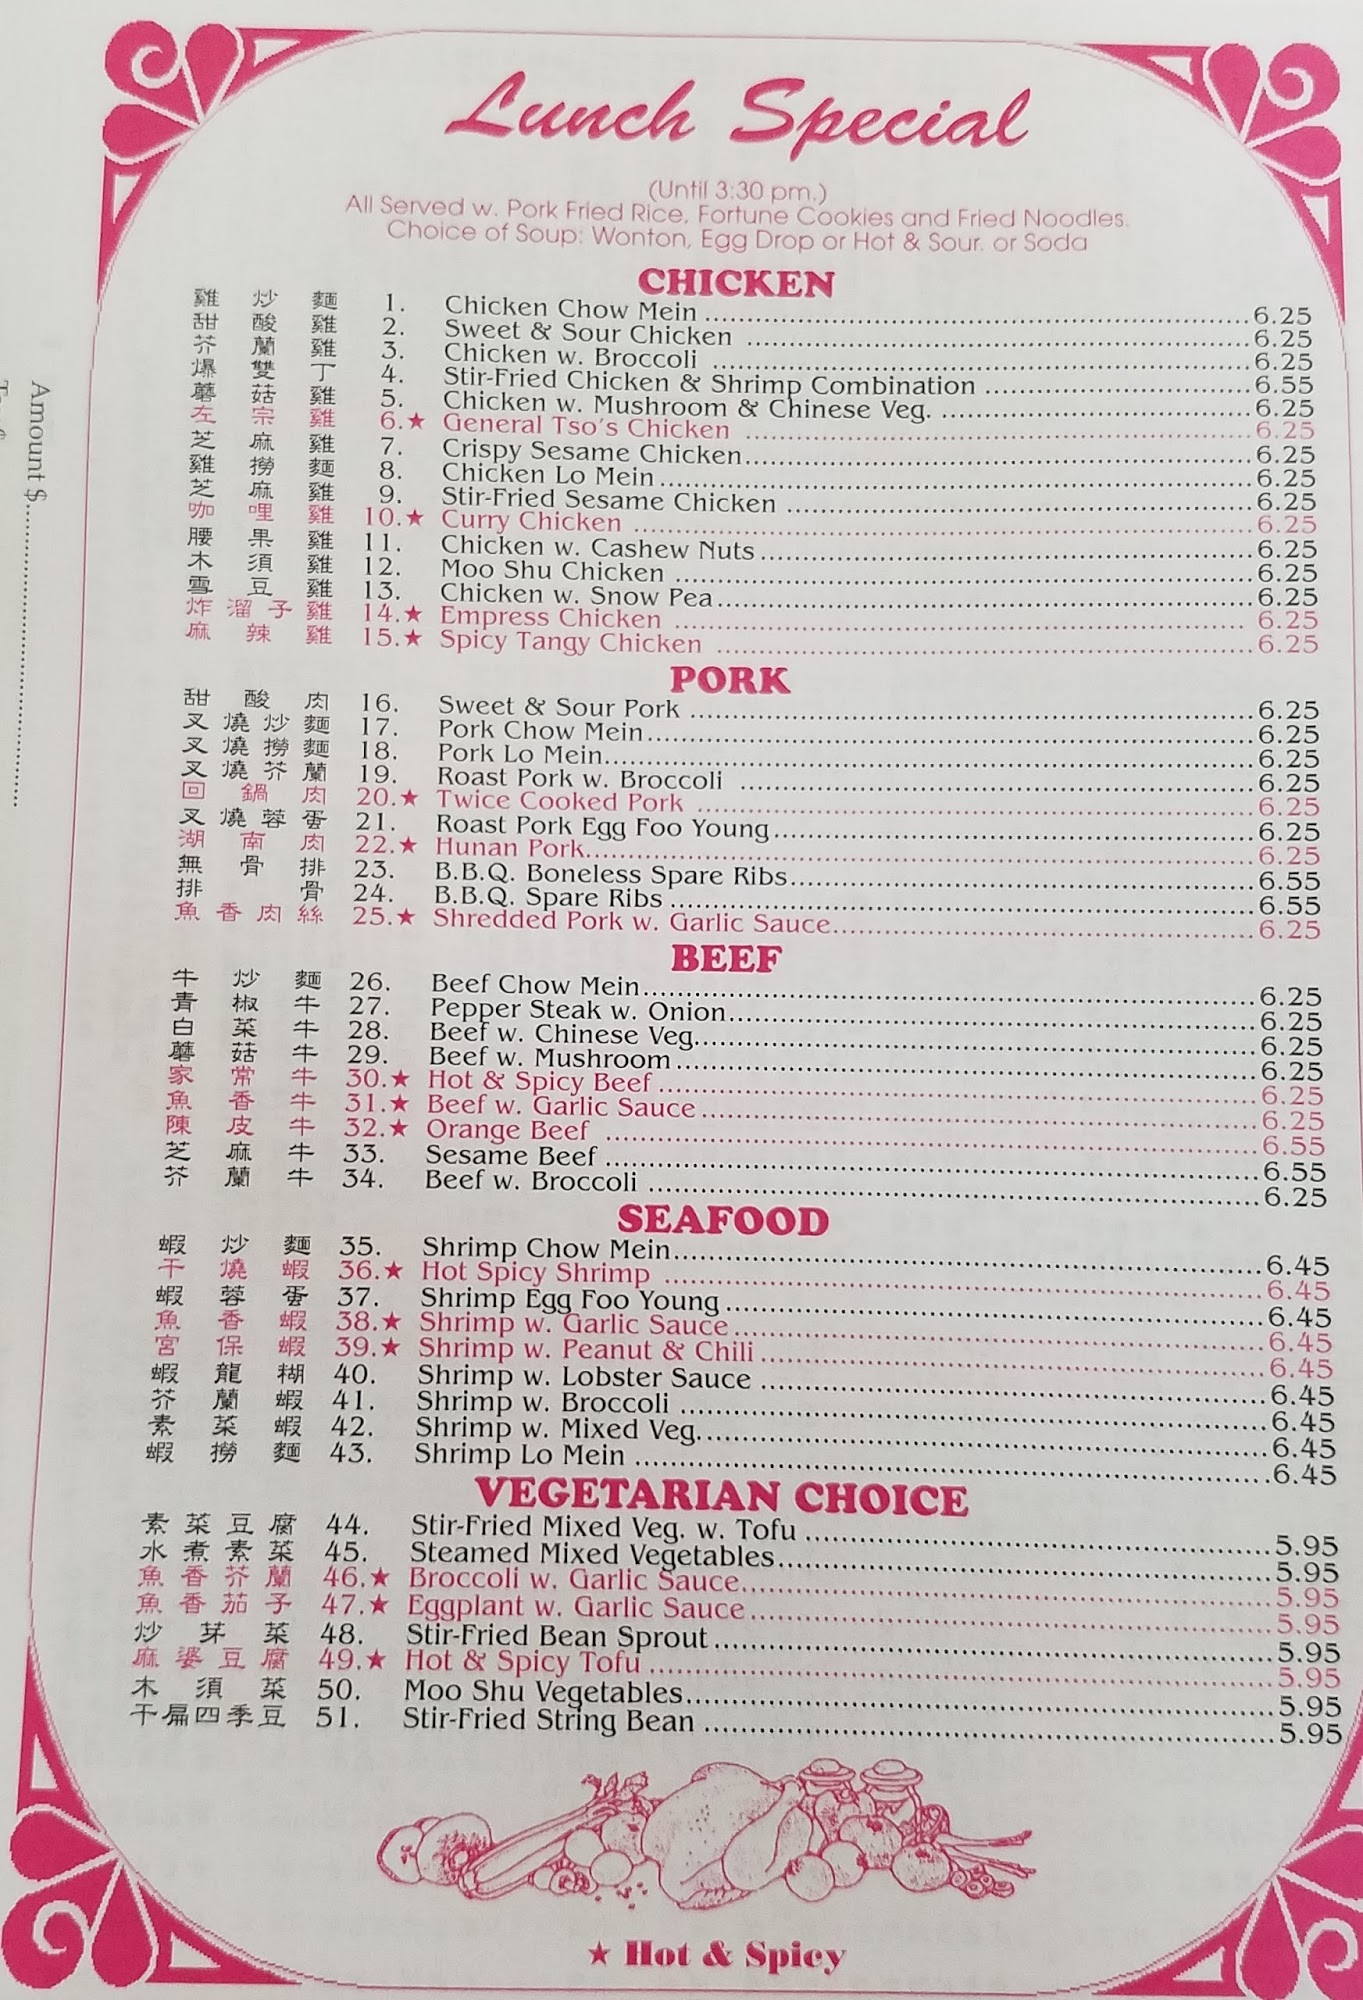 Lunch Special
(Until 3:30 pm.)
All Served w. Pork Fried Rice, Fortune Cookies and Fried Noodles.
Choice of Soup: Wonton, Egg Drop or Hot & Sour. or Soda
CHICKEN
雞炒麵 1. Chicken Chow Mein 6.25
甜酸雞 2. Sweet & Sour Chicken 6.25
芥蘭雞 3. Chicken w. Broccoli 6.25
爆雙丁 4. Stir-Fried Chicken & Shrimp Combination 6.55
蘑菇雞 5. Chicken w. Mushroom & Chinese Veg. 6.25
左宗雞 6.★ General Tso's Chicken 6.25
芝麻雞 7. Crispy Sesame Chicken 6.25
雞撈麵 8. Chicken Lo Mein 6.25
芝麻雞 9. Stir-Fried Sesame Chicken 6.25
咖哩雞 10.★ Curry Chicken 6.25
腰果雞 11. Chicken w. Cashew Nuts 6.25
木須雞 12. Moo Shu Chicken 6.25
雪豆雞 13. Chicken w. Snow Pea 6.25
炸溜子雞 14.★ Empress Chicken 6.25
麻辣雞 15.★ Spicy Tangy Chicken 6.25
PORK
甜酸肉 16. Sweet & Sour Pork 6.25
叉燒炒麵 17. Pork Chow Mein 6.25
叉燒撈麵 18. Pork Lo Mein 6.25
叉燒芥蘭 19. Roast Pork w. Broccoli 6.25
回鍋肉 20.★ Twice Cooked Pork 6.25
叉燒蓉蛋 21. Roast Pork Egg Foo Young 6.25
湖南肉 22.★ Hunan Pork 6.25
無骨排 23. B.B.Q. Boneless Spare Ribs 6.55
排骨 24. B.B.Q. Spare Ribs 6.55
魚香肉絲 25.★ Shredded Pork w. Garlic Sauce 6.25
BEEF
牛炒麵 26. Beef Chow Mein 6.25
青椒牛 27. Pepper Steak w. Onion 6.25
白菜牛 28. Beef w. Chinese Veg. 6.25
蘑菇牛 29. Beef w. Mushroom 6.25
家常牛 30.★ Hot & Spicy Beef 6.25
魚香牛 31.★ Beef w. Garlic Sauce 6.25
陳皮牛 32.★ Orange Beef 6.55
芝麻牛 33. Sesame Beef 6.55
芥蘭牛 34. Beef w. Broccoli 6.25
SEAFOOD
蝦炒麵 35. Shrimp Chow Mein 6.45
干燒蝦 36.★ Hot Spicy Shrimp 6.45
蝦蓉蛋 37. Shrimp Egg Foo Young 6.45
魚香蝦 38.★ Shrimp w. Garlic Sauce 6.45
宮保蝦 39.★ Shrimp w. Peanut & Chili 6.45
蝦龍糊 40. Shrimp w. Lobster Sauce 6.45
芥蘭蝦 41. Shrimp w. Broccoli 6.45
素菜蝦 42. Shrimp w. Mixed Veg. 6.45
蝦撈麵 43. Shrimp Lo Mein 6.45
VEGETARIAN CHOICE
素菜豆腐 44. Stir-Fried Mixed Veg. w. Tofu 5.95
水煮素菜 45. Steamed Mixed Vegetables 5.95
魚香芥蘭 46.★ Broccoli w. Garlic Sauce 5.95
魚香茄子 47.★ Eggplant w. Garlic Sauce 5.95
炒芽菜 48. Stir-Fried Bean Sprout 5.95
麻婆豆腐 49.★ Hot & Spicy Tofu 5.95
木須菜 50. Moo Shu Vegetables 5.95
干扁四季豆 51. Stir-Fried String Bean 5.95
★ Hot & Spicy
Amount $